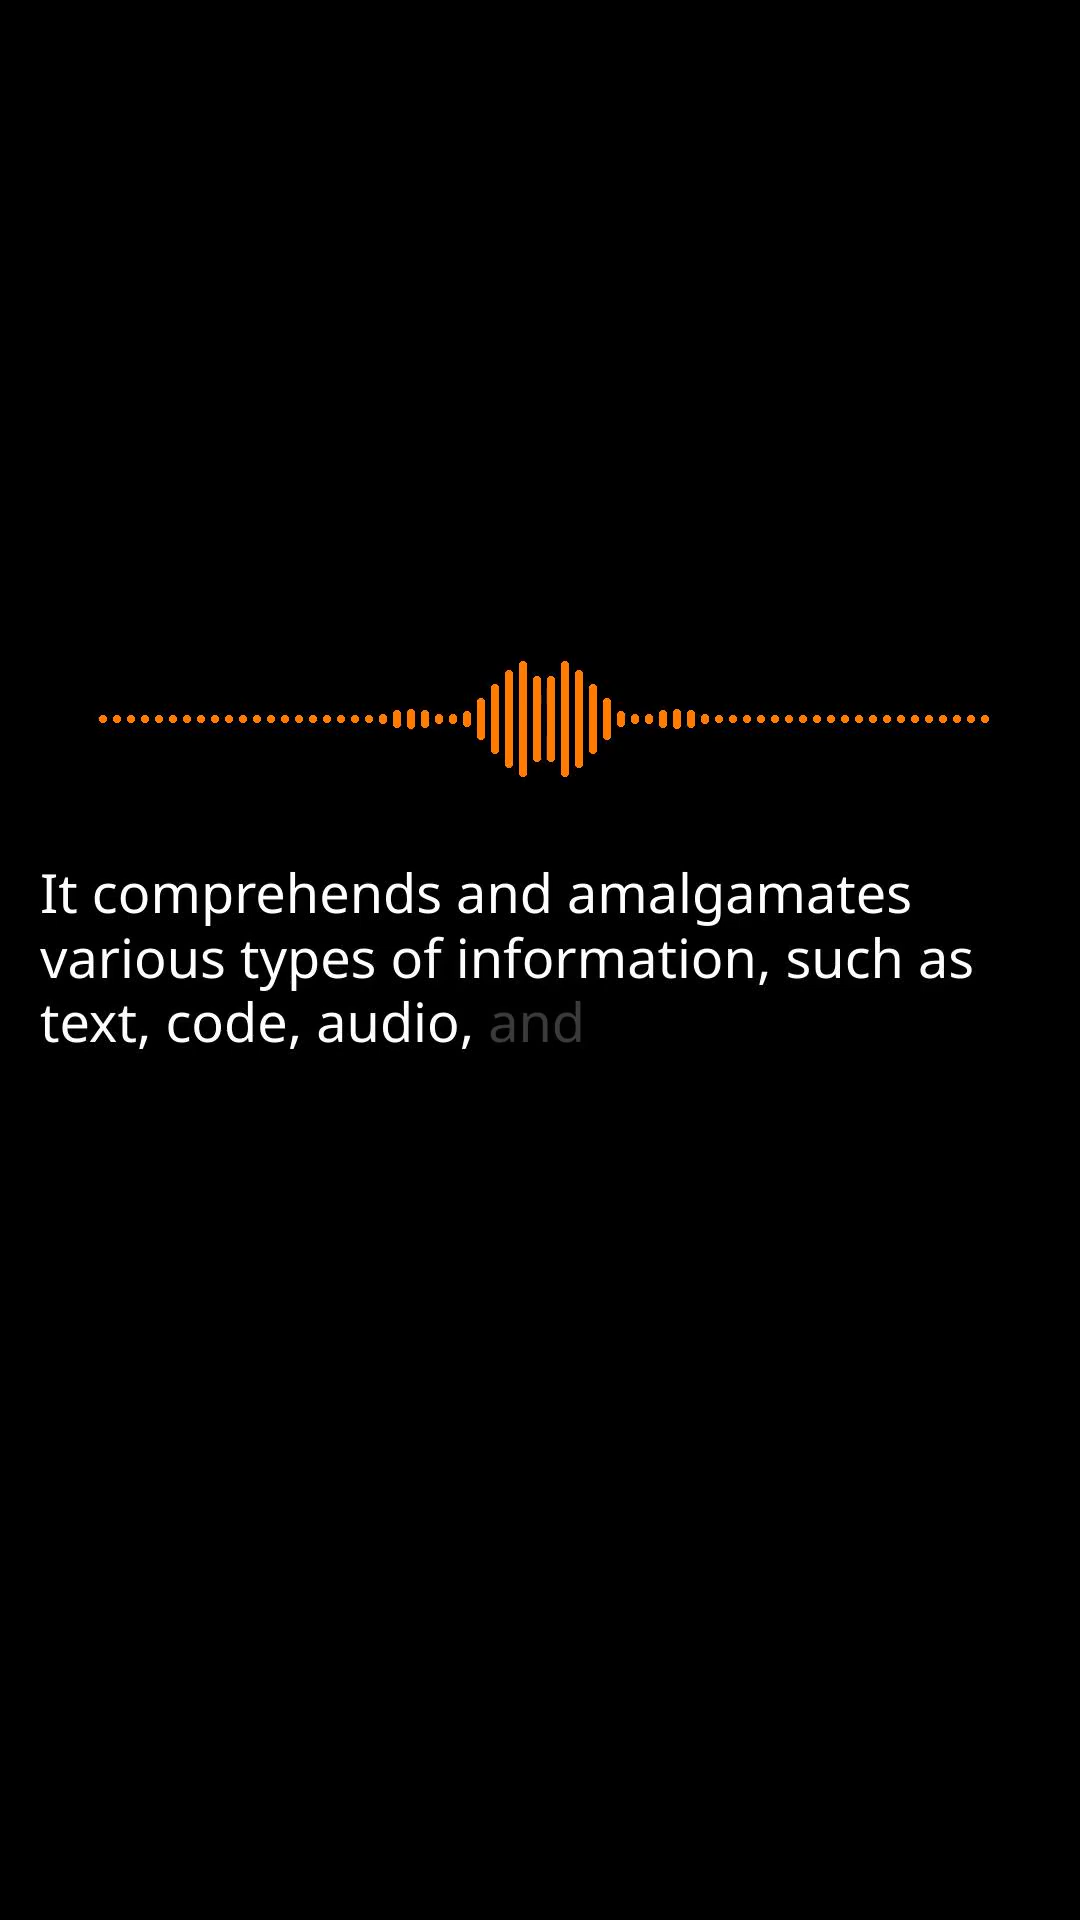 It comprehends and amalgamates
various types of information, such as
text, code, audio, and